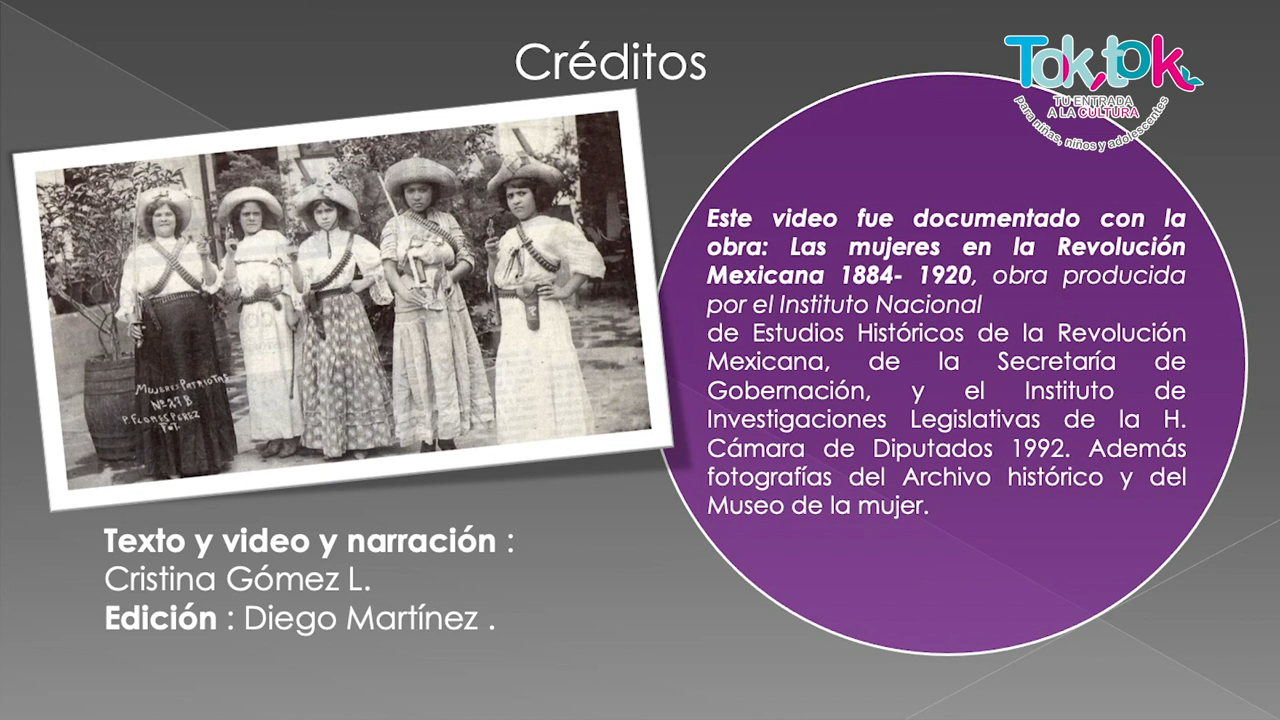 Créditos
Tok, tok
TU ENTRADA
A LA CULTURA
para niñas, niños y adolescentes
MUJERES PATRIOTAS
No. 27 B
P. FLORES PEREZ
FOT.
Este video fue documentado con la
obra: Las mujeres en la Revolución
Mexicana 1884- 1920, obra producida
por el Instituto Nacional
de Estudios Históricos de la Revolución
Mexicana, de la Secretaría de
Gobernación, y el Instituto de
Investigaciones Legislativas de la H.
Cámara de Diputados 1992. Además
fotografías del Archivo histórico y del
Museo de la mujer.
Texto y video y narración :
Cristina Gómez L.
Edición : Diego Martínez .